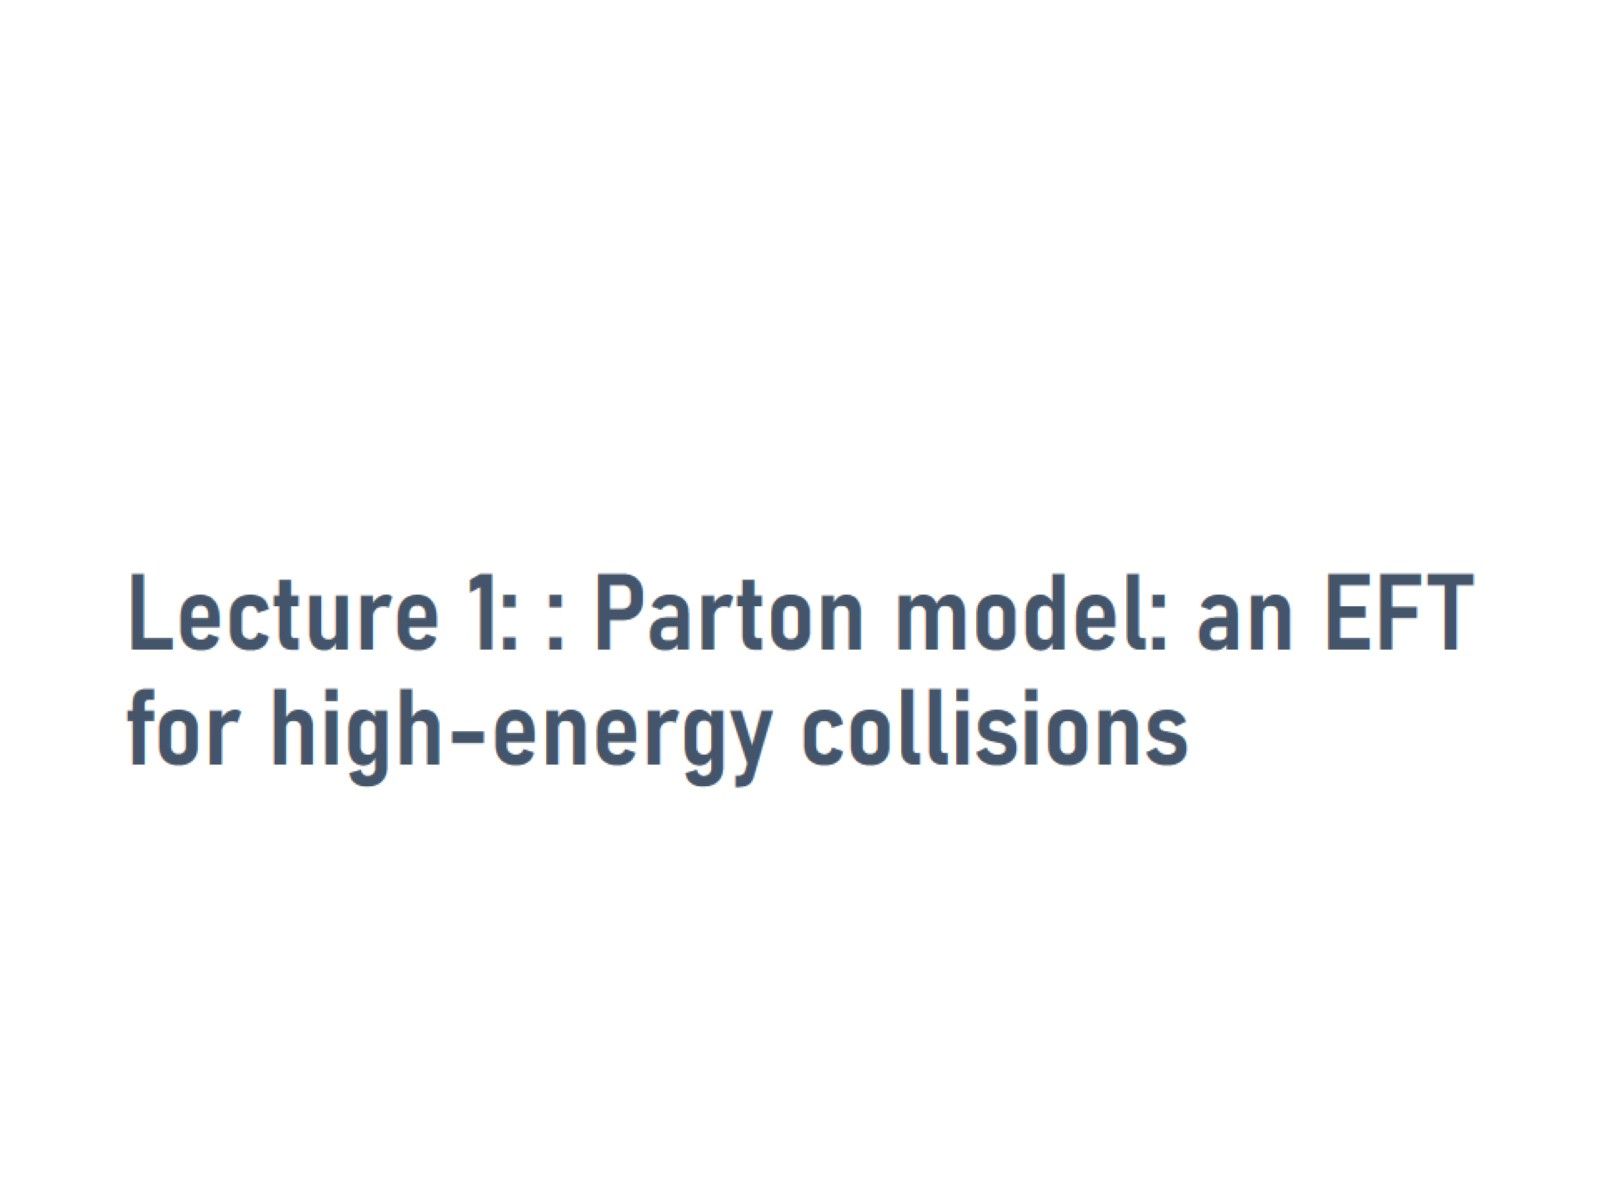 Lecture 1: : Parton model: an EFT
for high-energy collisions